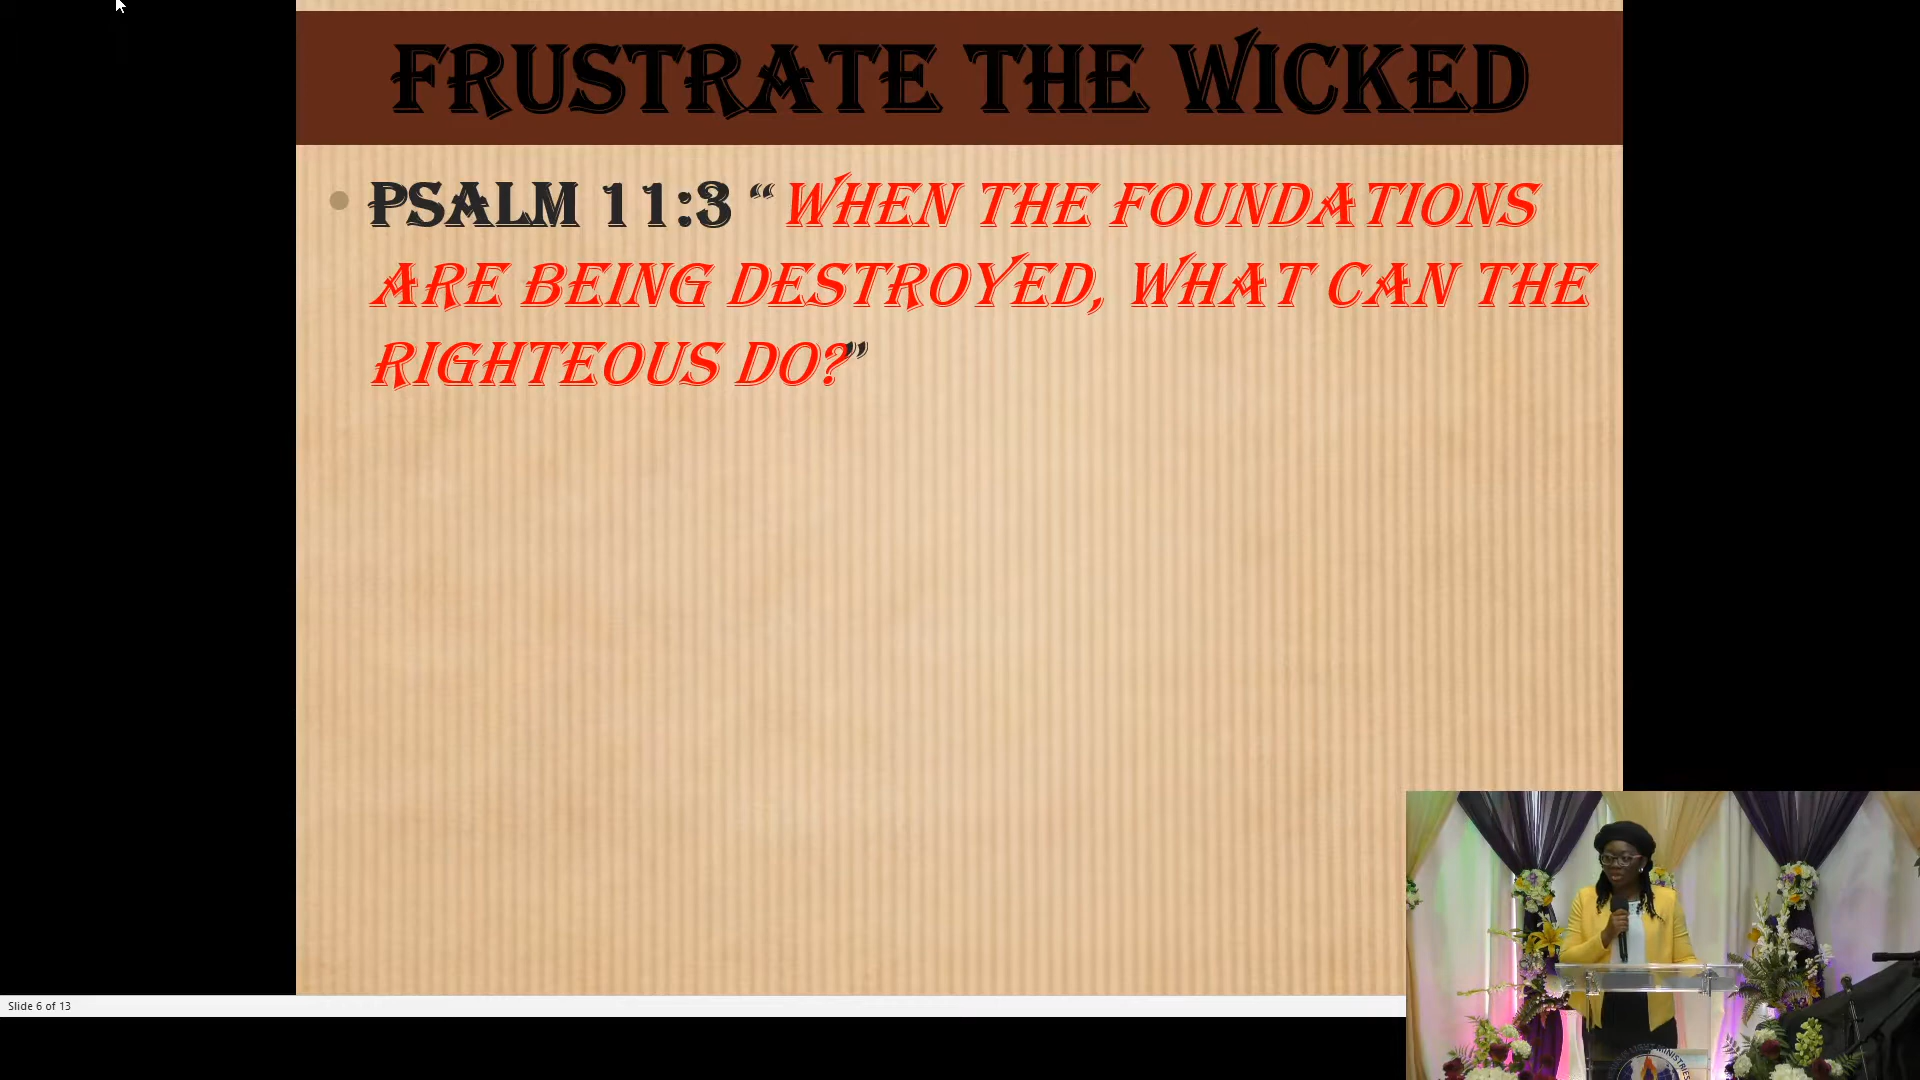 FRUSTRATE THE WICKED
PSALM 11:3 “WHEN THE FOUNDATIONS
ARE BEING DESTROYED, WHAT CAN THE
RIGHTEOUS DO?”
Slide 6 of 13
MINISTRIES